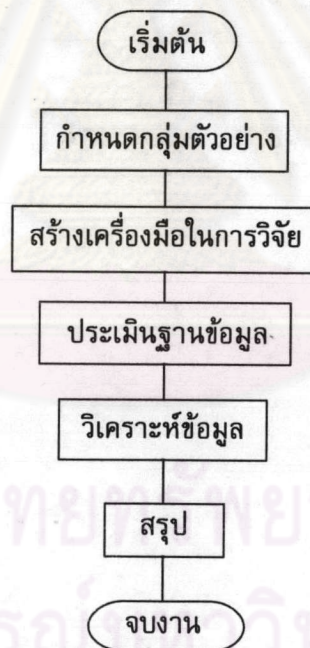 เริ่มต้น
กำหนดกลุ่มตัวอย่าง
สร้างเครื่องมือในการวิจัย
ประเมินฐานข้อมูล
วิเคราะห์ข้อมูล
สรุป
จบงาน